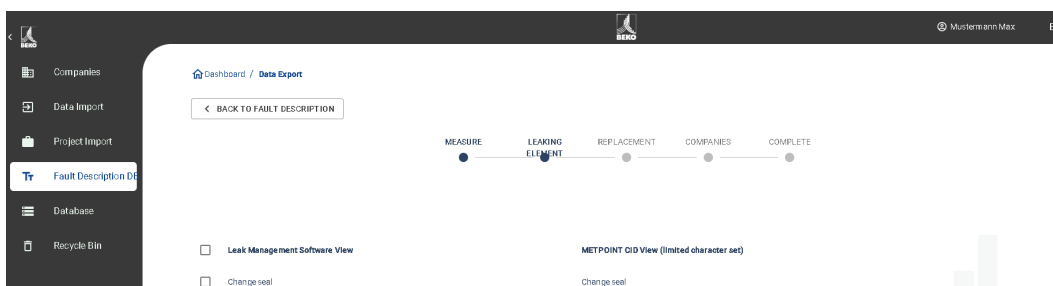 BEKO
BEKO
Mustermann Max
Companies
Data Import
Project Import
Fault Description DB
Database
Recycle Bin
Dashboard / Data Export
BACK TO FAULT DESCRIPTION
MEASURE
LEAKING
ELEMENT
REPLACEMENT
COMPANIES
COMPLETE
Leak Management Software View
METPOINT CID View (limited character set)
Change seal
Change seal